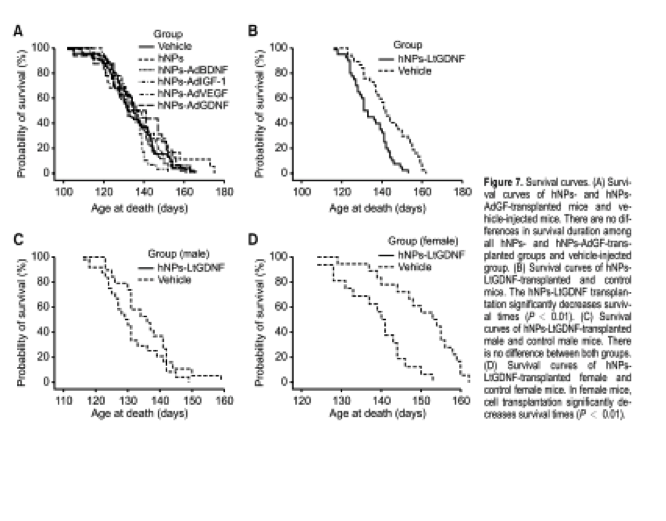 A
Group
Vehicle
hNPs
hNPs-AdBDNF
hNPs-AdIGF-1
hNPs-AdVEGF
hNPs-AdGDNF
Probability of survival (%)
100
80
60
40
20
0
100 120 140 160 180
Age at death (days)
B
Group
hNPs-LtGDNF
Vehicle
Probability of survival (%)
100
80
60
40
20
0
100 120 140 160 180
Age at death (days)
C
Group (male)
hNPs-LtGDNF
Vehicle
Probability of survival (%)
100
80
60
40
20
0
110 120 130 140 150 160
Age at death (days)
D
Group (female)
hNPs-LtGDNF
Vehicle
Probability of survival (%)
100
80
60
40
20
0
120 130 140 150 160
Age at death (days)
Figure 7. Survival curves. (A) Survi-
val curves of hNPs- and hNPs-
AdGF-transplanted mice and ve-
hicle-injected mice. There are no dif-
ferences in survival duration among
all hNPs- and hNPs-AdGF-trans-
planted groups and vehicle-injected
group. (B) Survival curves of hNPs-
LtGDNF-transplanted and control
mice. The hNPs-LtGDNF transplan-
tation significantly decreases surviv-
al times (P < 0.01). (C) Survival
curves of hNPs-LtGDNF-transplanted
male and control male mice. There
is no difference between both groups.
(D) Survival curves of hNPs-
LtGDNF-transplanted female and
control female mice. In female mice,
cell transplantation significantly de-
creases survival times (P < 0.01).